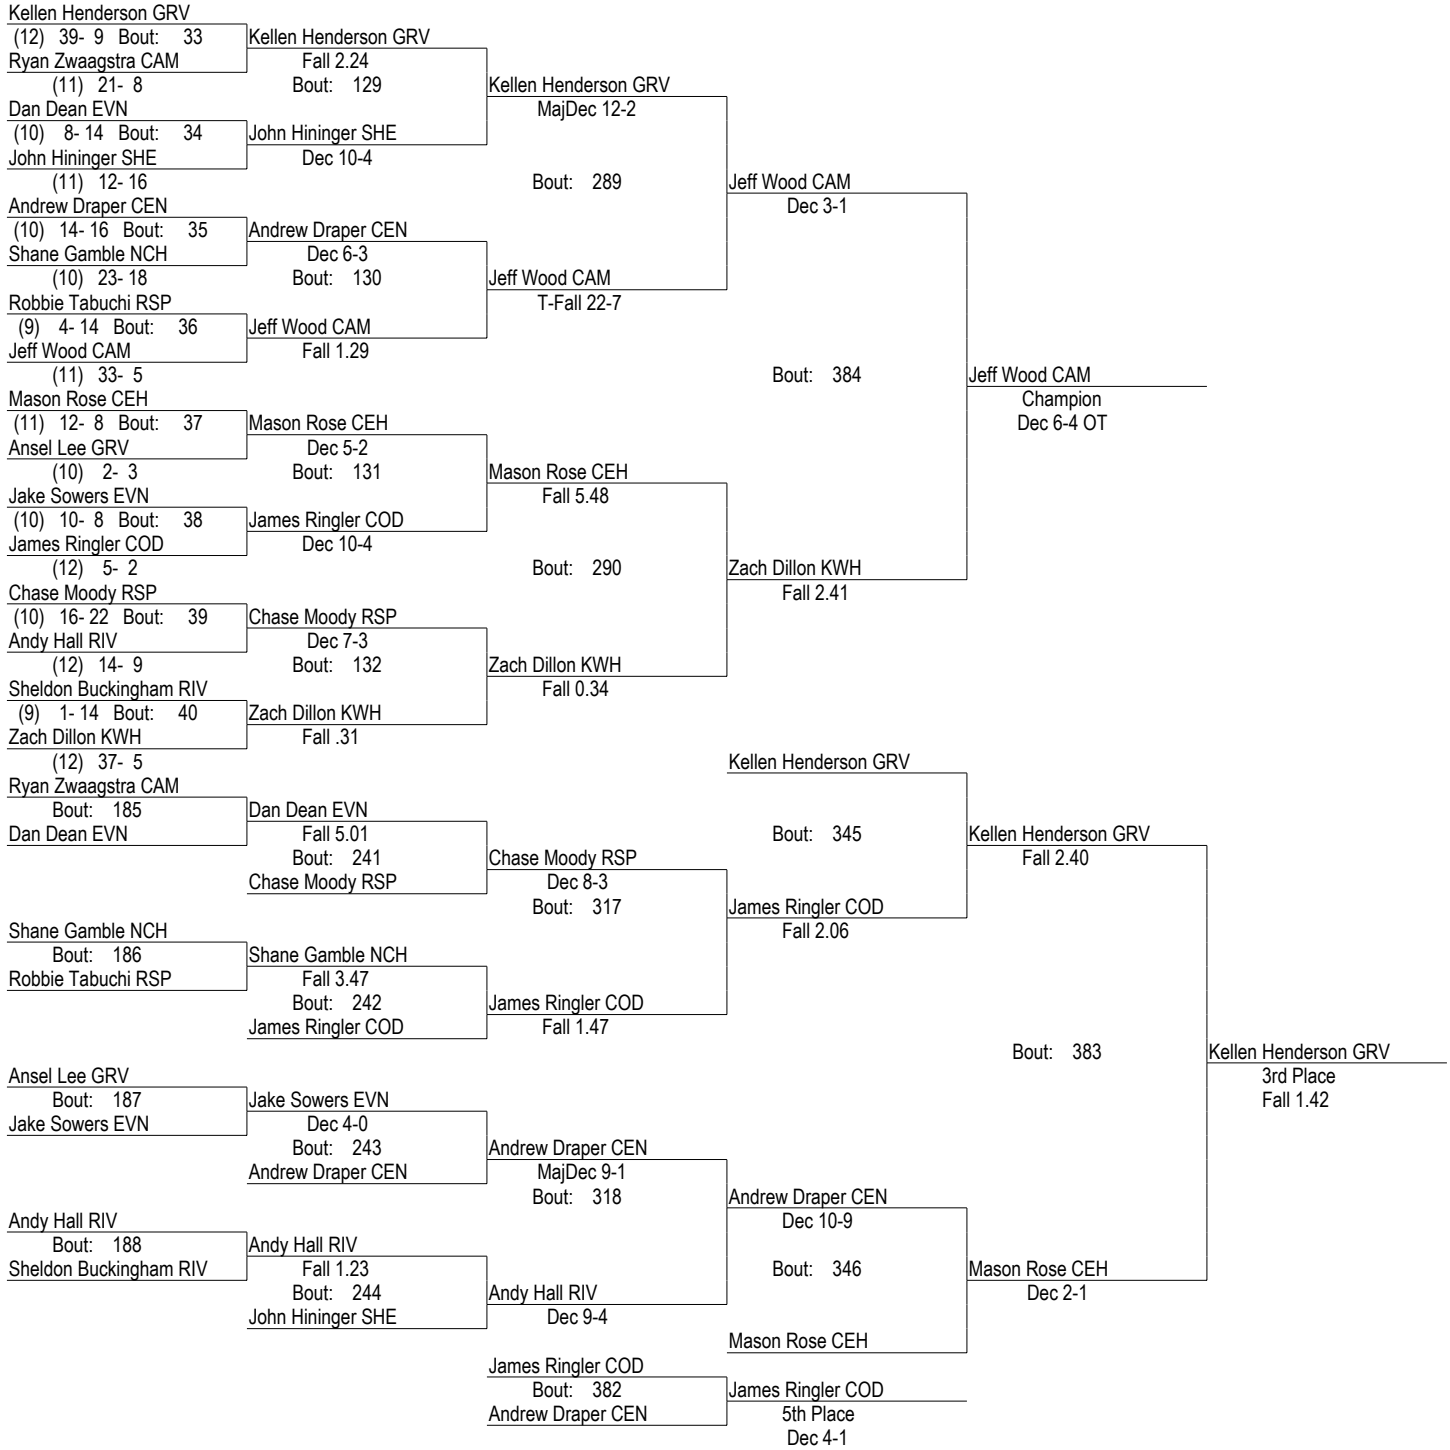 Kellen Henderson GRV
(12) 39- 9 Bout: 33
Ryan Zwaagstra CAM
(11) 21- 8
Dan Dean EVN
(10) 8- 14 Bout: 34
John Hininger SHE
(11) 12- 16
Andrew Draper CEN
(10) 14- 16 Bout: 35
Shane Gamble NCH
(10) 23- 18
Robbie Tabuchi RSP
(9) 4- 14 Bout: 36
Jeff Wood CAM
(11) 33- 5
Mason Rose CEH
(11) 12- 8 Bout: 37
Ansel Lee GRV
(10) 2- 3
Jake Sowers EVN
(10) 10- 8 Bout: 38
James Ringler COD
(12) 5- 2
Chase Moody RSP
(10) 16- 22 Bout: 39
Andy Hall RIV
(12) 14- 9
Sheldon Buckingham RIV
(9) 1- 14 Bout: 40
Zach Dillon KWH
(12) 37- 5
Kellen Henderson GRV
Fall 2.24
Bout: 129
John Hininger SHE
Dec 10-4
Andrew Draper CEN
Dec 6-3
Bout: 130
Jeff Wood CAM
Fall 1.29
Mason Rose CEH
Dec 5-2
Bout: 131
James Ringler COD
Dec 10-4
Chase Moody RSP
Dec 7-3
Bout: 132
Zach Dillon KWH
Fall .31
Kellen Henderson GRV
MajDec 12-2
Bout: 289
Jeff Wood CAM
T-Fall 22-7
Mason Rose CEH
Fall 5.48
Bout: 290
Zach Dillon KWH
Fall 0.34
Jeff Wood CAM
Dec 3-1
Bout: 384
Zach Dillon KWH
Fall 2.41
Jeff Wood CAM
Champion
Dec 6-4 OT
Ryan Zwaagstra CAM
Bout: 185
Dan Dean EVN
Shane Gamble NCH
Bout: 186
Robbie Tabuchi RSP
Ansel Lee GRV
Bout: 187
Jake Sowers EVN
Andy Hall RIV
Bout: 188
Sheldon Buckingham RIV
Dan Dean EVN
Fall 5.01
Bout: 241
Chase Moody RSP
Shane Gamble NCH
Fall 3.47
Bout: 242
James Ringler COD
Jake Sowers EVN
Dec 4-0
Bout: 243
Andrew Draper CEN
Andy Hall RIV
Fall 1.23
Bout: 244
John Hininger SHE
Chase Moody RSP
Dec 8-3
Bout: 317
James Ringler COD
Fall 1.47
Andrew Draper CEN
MajDec 9-1
Bout: 318
Andy Hall RIV
Dec 9-4
Kellen Henderson GRV
Bout: 345
James Ringler COD
Fall 2.06
Andrew Draper CEN
Dec 10-9
Bout: 346
Mason Rose CEH
Kellen Henderson GRV
Fall 2.40
Bout: 383
Mason Rose CEH
Dec 2-1
Kellen Henderson GRV
3rd Place
Fall 1.42
James Ringler COD
Bout: 382
Andrew Draper CEN
James Ringler COD
5th Place
Dec 4-1